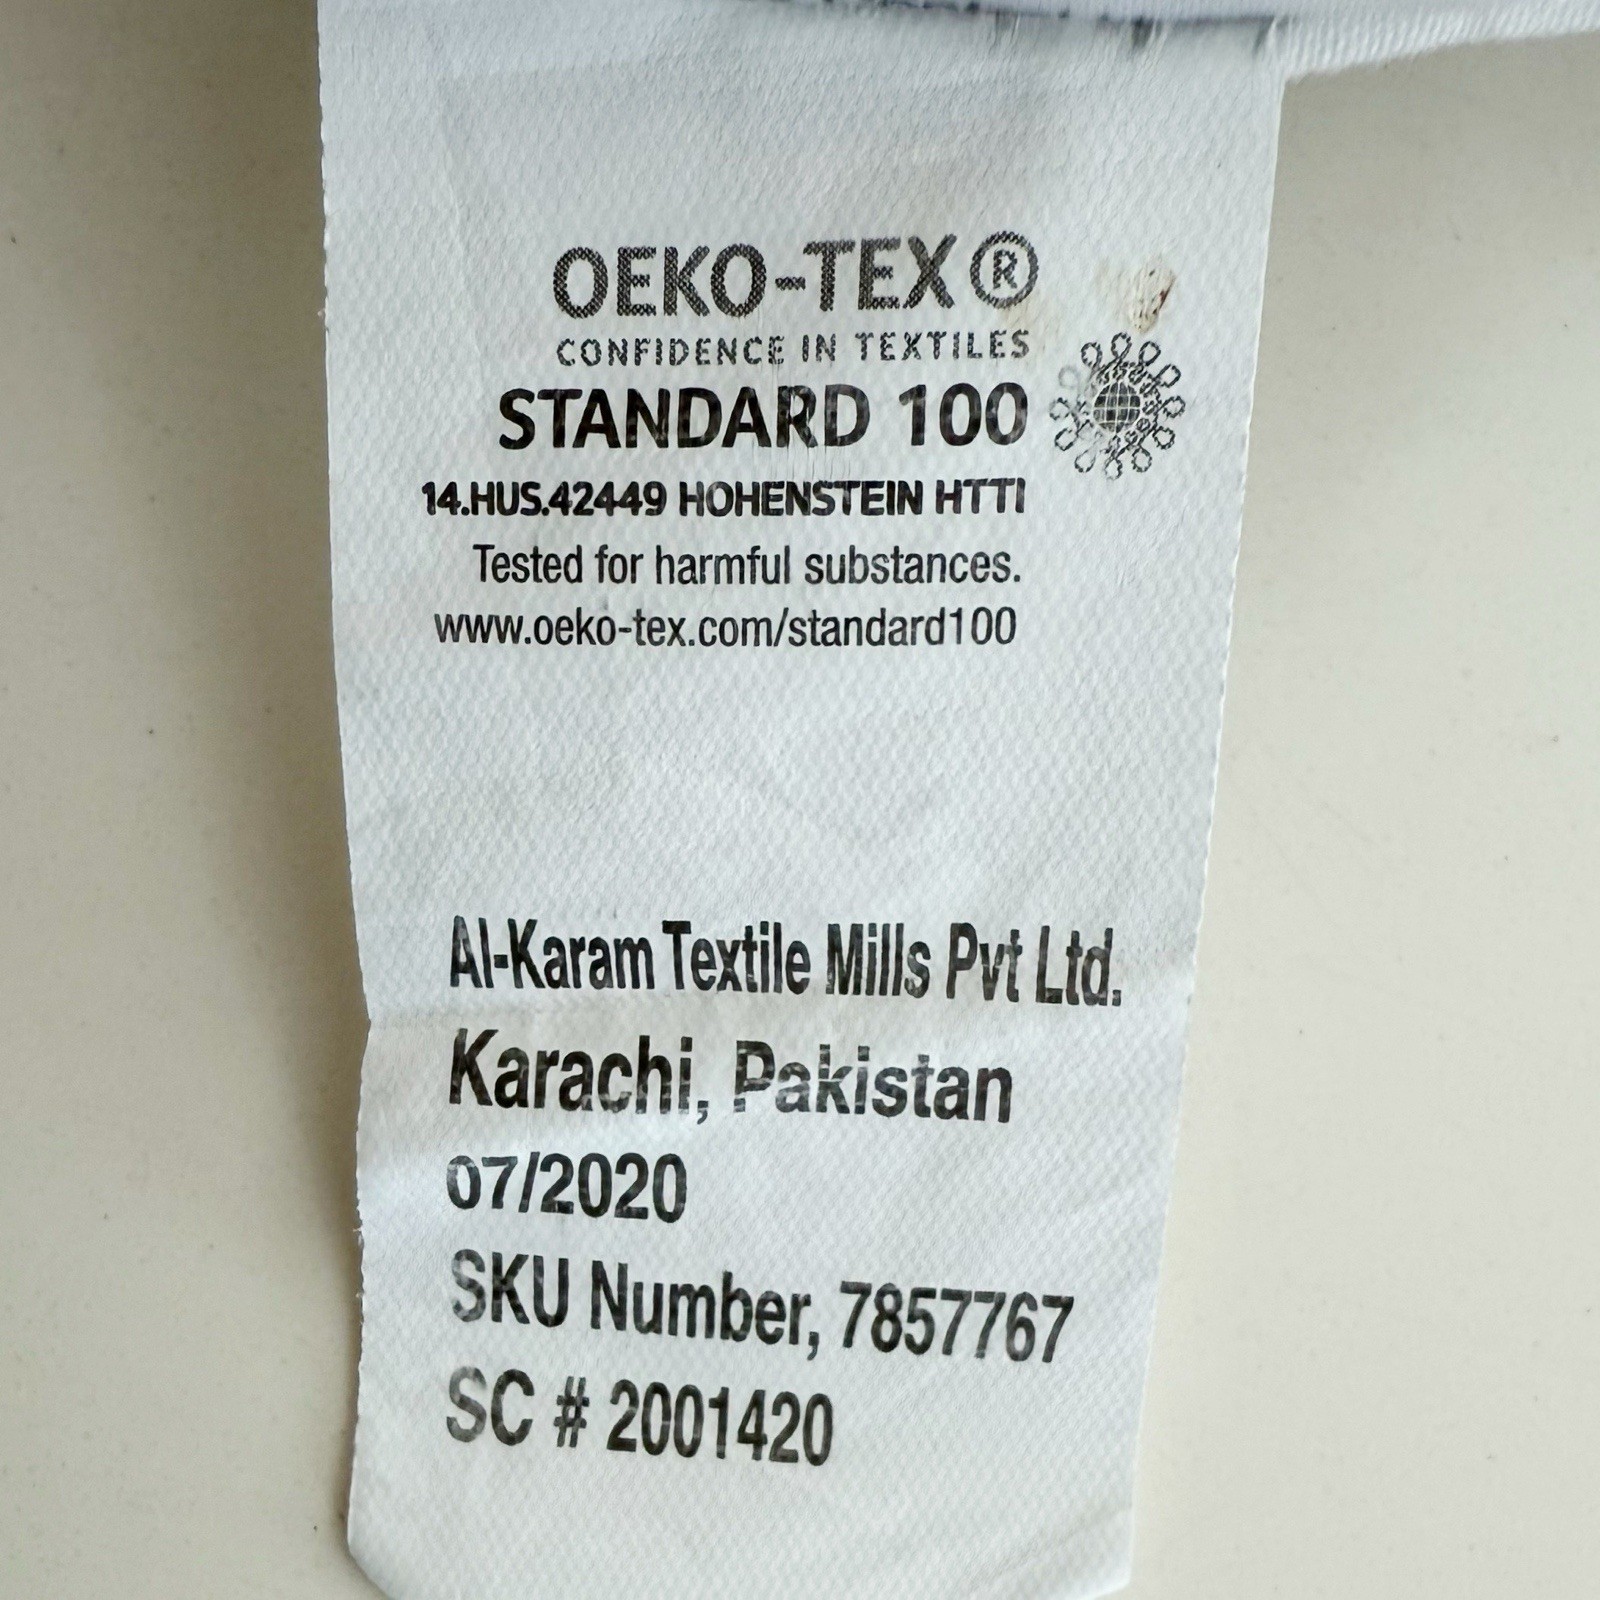 OEKO-TEX®
CONFIDENCE IN TEXTILES
STANDARD 100
14.HUS.42449 HOHENSTEIN HTTI
Tested for harmful substances.
www.oeko-tex.com/standard100
Al-Karam Textile Mills Pvt Ltd.
Karachi, Pakistan
07/2020
SKU Number, 7857767
SC # 2001420